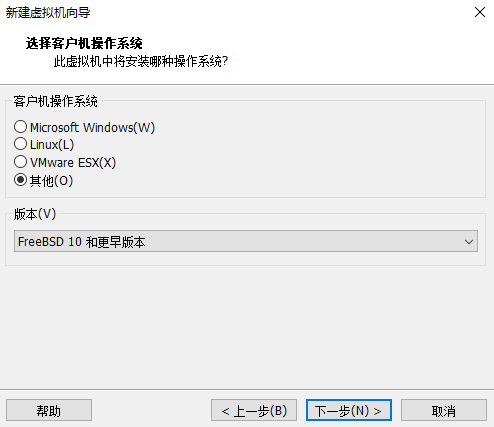 新建虚拟机向导
选择客户机操作系统
此虚拟机中将安装哪种操作系统?
客户机操作系统
Microsoft Windows(W)
Linux(L)
VMware ESX(X)
其他(O)
版本(V)
FreeBSD 10 和更早版本
帮助
< 上一步(B)
下一步(N) >
取消